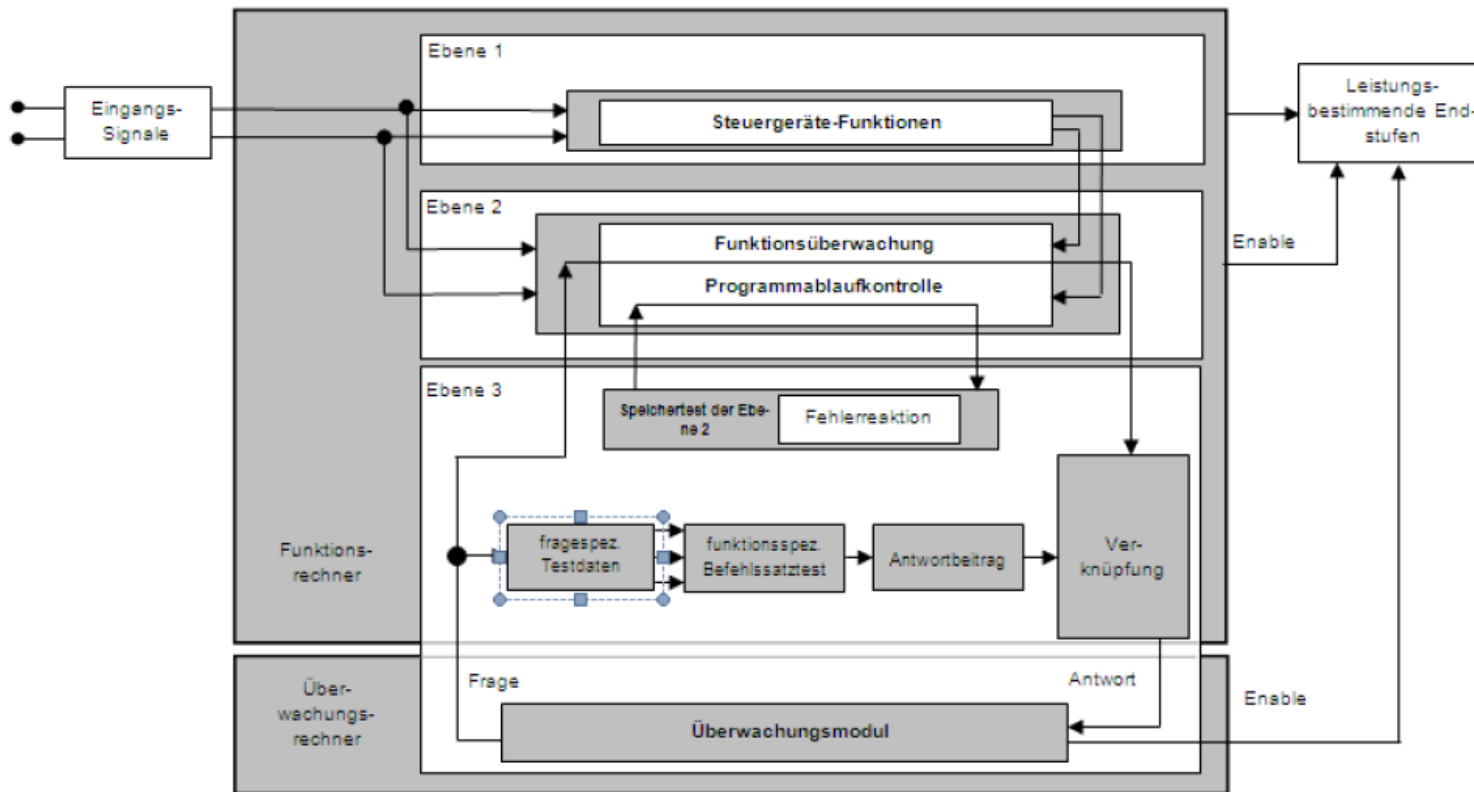 Ebene 1
Eingangs-
Signale
Steuergeräte-Funktionen
Leistungs-
bestimmende End-
stufen
Ebene 2
Funktionsüberwachung
Programmablaufkontrolle
Enable
Ebene 3
Speichertest der Ebe-
ne 2
Fehlerreaktion
Funktions-
rechner
fragespez.
Testdaten
funktionsspez.
Befehlssatztest
Antwortbeitrag
Ver-
knüpfung
Über-
wachungs-
rechner
Frage
Antwort
Enable
Überwachungsmodul